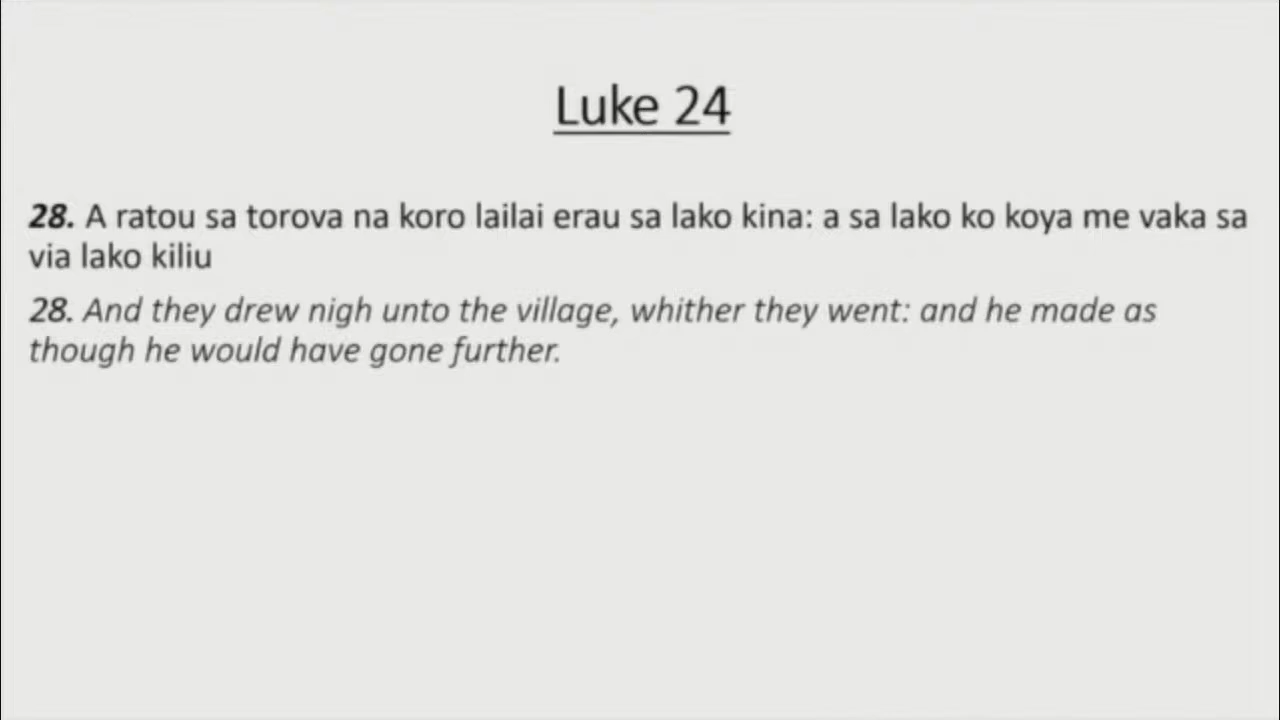 Luke 24
28. A ratou sa torova na koro lailai erau sa lako kina: a sa lako ko koya me vaka sa
via lako kiliu
28. And they drew nigh unto the village, whither they went: and he made as
though he would have gone further.